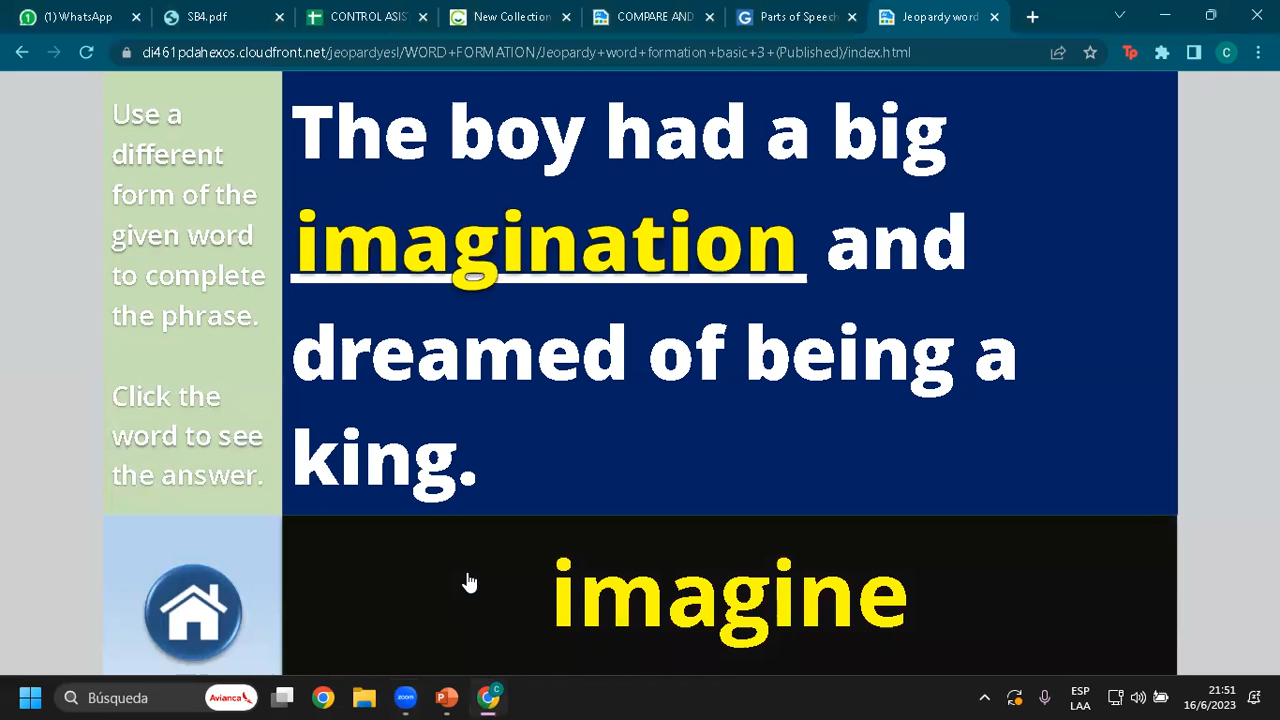 (1) WhatsApp
SB4.pdf
CONTROL ASIS
New Collection
COMPARE AND
Parts of Speech
Jeopardy word
di461pdahexos.cloudfront.net/jeopardyesl/WORD+FORMATION/Jeopardy+word+formation+basic+3+(Published)/index.html
Tp
C
Use a
different
form of the
given word
to complete
the phrase.
Click the
word to see
the answer.
The boy had a big
imagination and
dreamed of being a
king.
imagine
Búsqueda
Avianca
zoom
C
ESP
LAA
21:51
16/6/2023